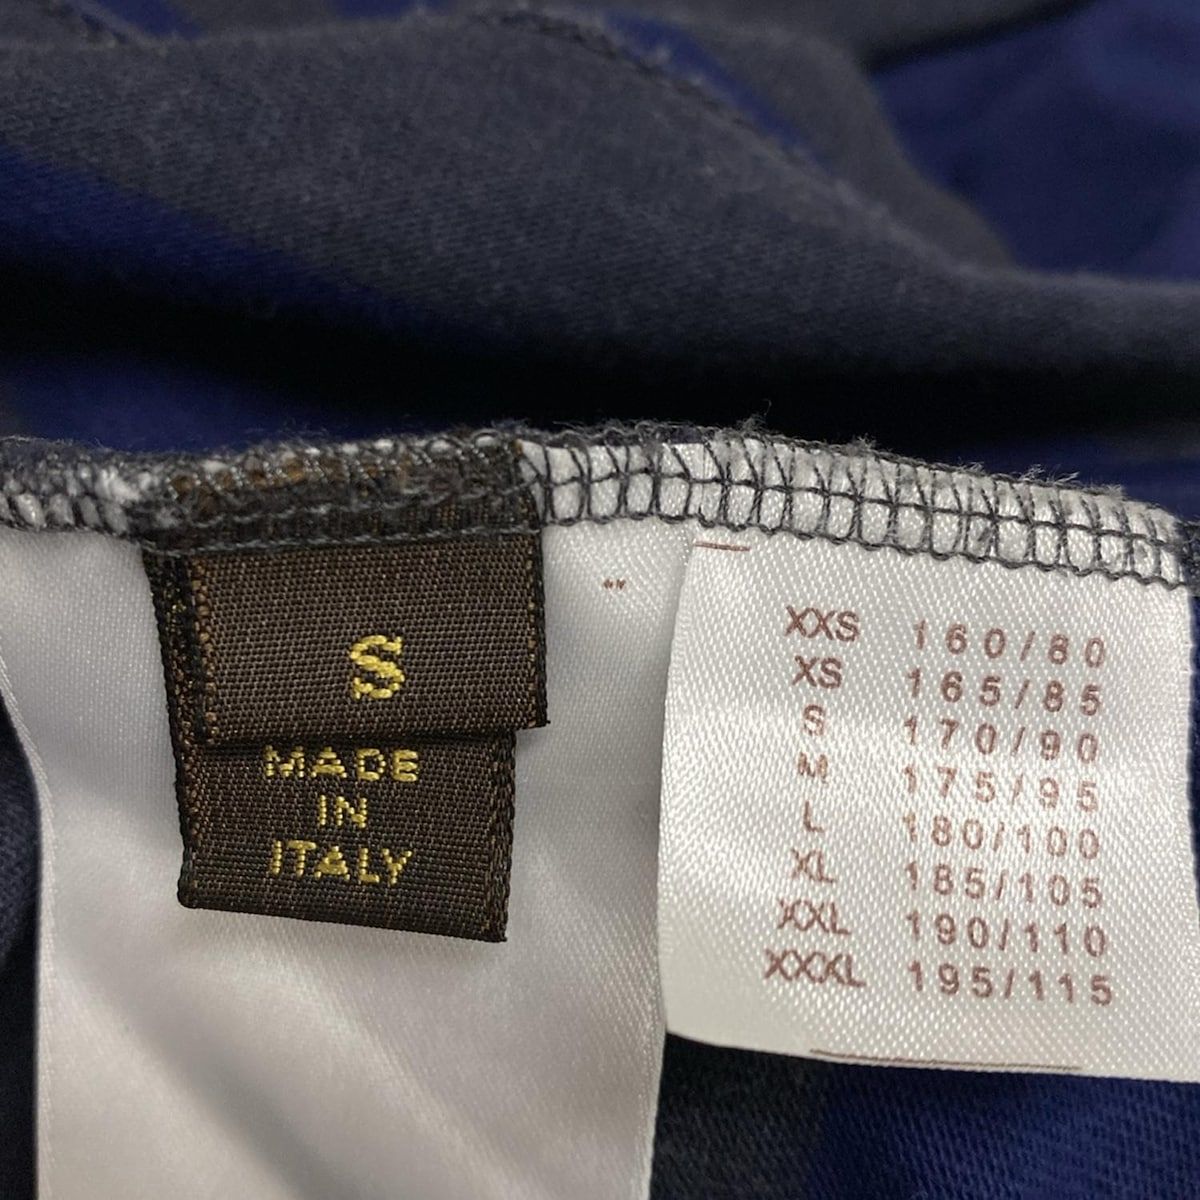 S
MADE
IN
ITALY
XXS 160/80
XS 165/85
S 170/90
M 175/95
L 180/100
XL 185/105
XXL 190/110
XXXL 195/115